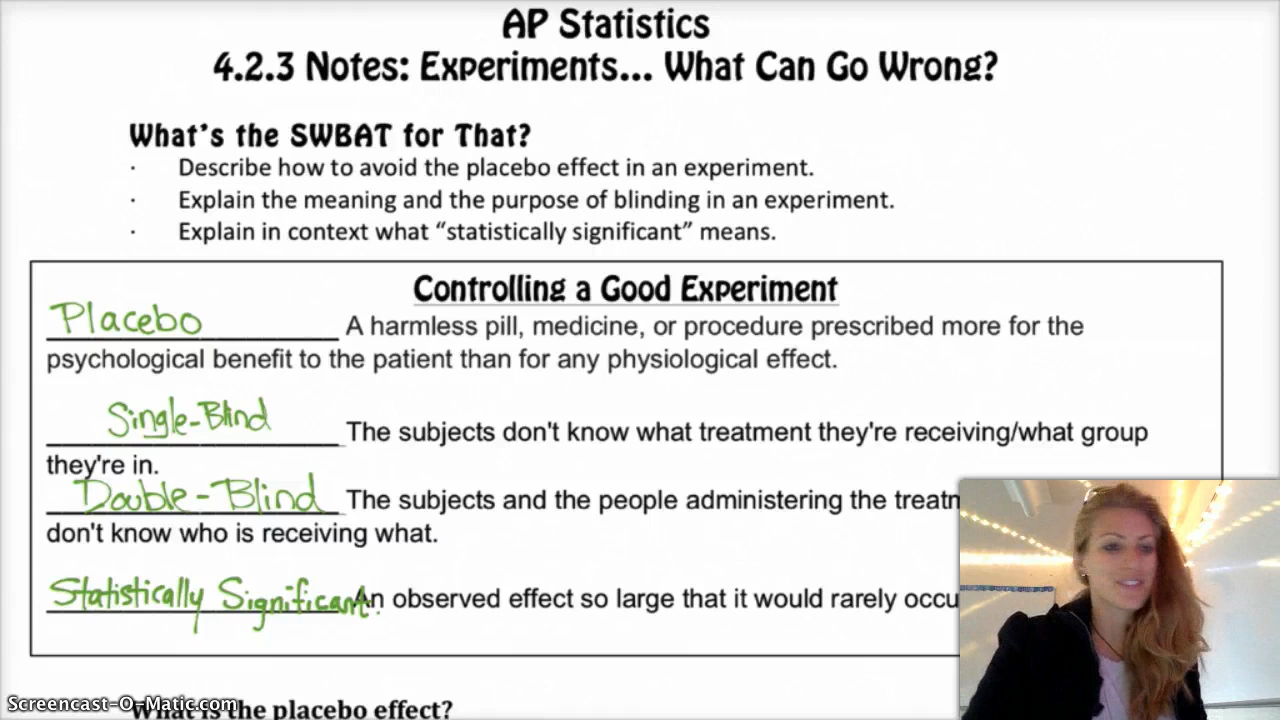 AP Statistics
4.2.3 Notes: Experiments... What Can Go Wrong?
What's the SWBAT for That?
· Describe how to avoid the placebo effect in an experiment.
· Explain the meaning and the purpose of blinding in an experiment.
· Explain in context what “statistically significant” means.
Controlling a Good Experiment
Placebo A harmless pill, medicine, or procedure prescribed more for the
psychological benefit to the patient than for any physiological effect.
Single-Blind The subjects don't know what treatment they're receiving/what group
they're in.
Double-Blind The subjects and the people administering the
don't know who is receiving what.
Statistically Significant: An observed effect so large that it would rarely
What is the placebo effect?
Screencast-O-Matic.com